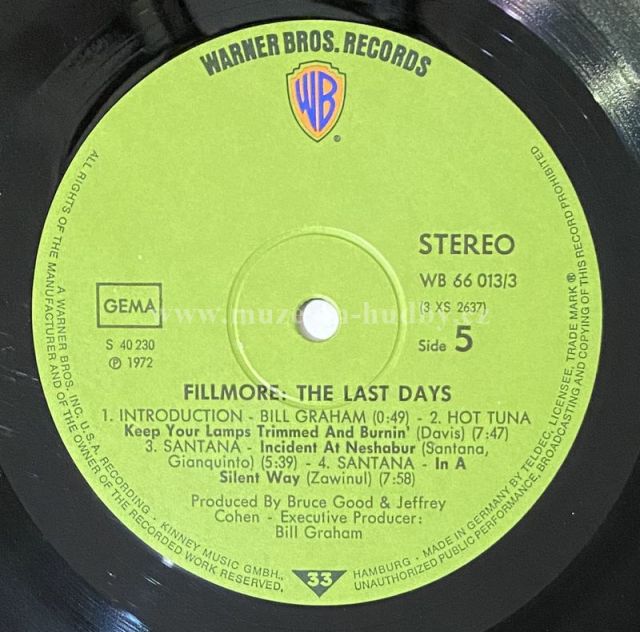 WARNER BROS. RECORDS
WB
®
STEREO
WB 66 013/3
(3 XS 2637)
Side 5
GEMA
S 40 230
℗ 1972
www.muzeum-hudby.cz
FILLMORE: THE LAST DAYS
1. INTRODUCTION - BILL GRAHAM (0:49) - 2. HOT TUNA
Keep Your Lamps Trimmed And Burnin' (Davis) (7:47)
3. SANTANA - Incident At Neshabur (Santana,
Gianquinto) (5:39) - 4. SANTANA - In A
Silent Way (Zawinul) (7:58)
Produced By Bruce Good & Jeffrey
Cohen - Executive Producer:
Bill Graham
33
ALL RIGHTS OF THE MANUFACTURER AND OF THE OWNER OF THE RECORDED WORK RESERVED,
UNAUTHORIZED PUBLIC PERFORMANCE, BROADCASTING AND COPYING OF THIS RECORD PROHIBITED
A WARNER BROS. INC. U.S.A. RECORDING - KINNEY MUSIC GMBH.,
HAMBURG - MADE IN GERMANY BY TELDEC, LICENSEE, TRADE MARK ®